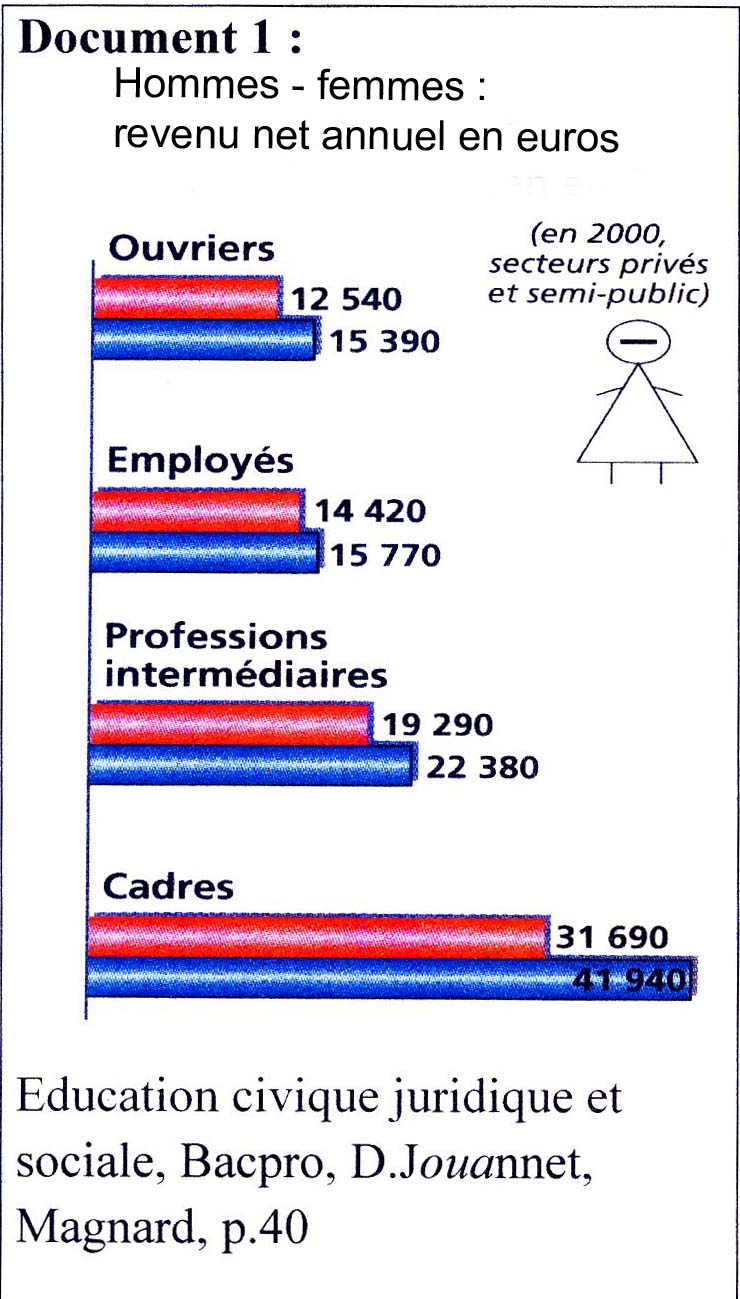 Document 1 :
Hommes - femmes :
revenu net annuel en euros
(en 2000,
secteurs privés
et semi-public)
Ouvriers
12 540
15 390
Employés
14 420
15 770
Professions
intermédiaires
19 290
22 380
Cadres
31 690
41 940
Education civique juridique et
sociale, Bacpro, D.Jouannet,
Magnard, p.40